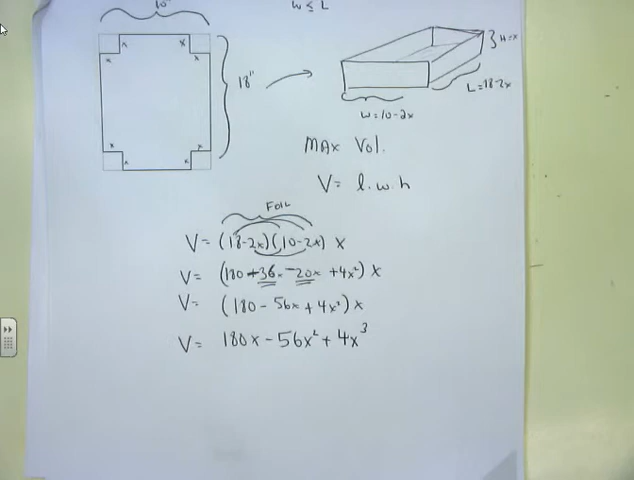 10"
W ≤ L
x x
x x
18"
H=x
L=18-2x
W=10-2x
x x
x x
MAX Vol.
V= l.w.h
FOIL
V=(18-2x)(10-2x) x
V= (180-36x-20x+4x²) x
V= (180-56x+4x²) x
V= 180x-56x²+4x³